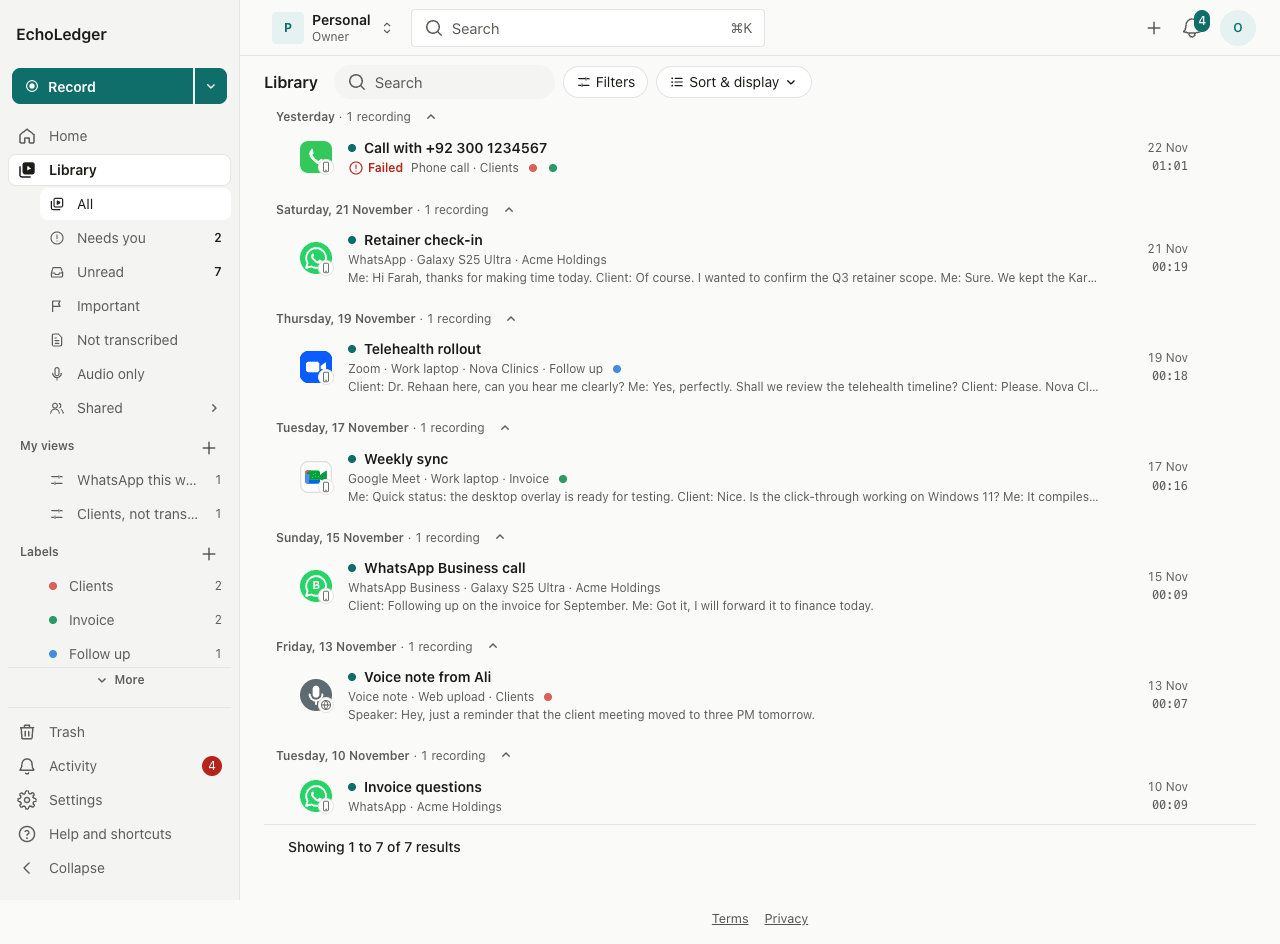 EchoLedger
Record
Home
Library
All
Needs you 2
Unread 7
Important
Not transcribed
Audio only
Shared
My views
WhatsApp this w... 1
Clients, not trans... 1
Labels
Clients 2
Invoice 2
Follow up 1
More
Trash
Activity 4
Settings
Help and shortcuts
Collapse
P Personal
Owner
Search ⌘K
4
O
Library Search Filters Sort & display
Yesterday · 1 recording
Call with +92 300 1234567 22 Nov
Failed Phone call · Clients 01:01
Saturday, 21 November · 1 recording
Retainer check-in 21 Nov
WhatsApp · Galaxy S25 Ultra · Acme Holdings 00:19
Me: Hi Farah, thanks for making time today. Client: Of course. I wanted to confirm the Q3 retainer scope. Me: Sure. We kept the Kar...
Thursday, 19 November · 1 recording
Telehealth rollout 19 Nov
Zoom · Work laptop · Nova Clinics · Follow up 00:18
Client: Dr. Rehaan here, can you hear me clearly? Me: Yes, perfectly. Shall we review the telehealth timeline? Client: Please. Nova Cl...
Tuesday, 17 November · 1 recording
Weekly sync 17 Nov
Google Meet · Work laptop · Invoice 00:16
Me: Quick status: the desktop overlay is ready for testing. Client: Nice. Is the click-through working on Windows 11? Me: It compiles...
Sunday, 15 November · 1 recording
B
WhatsApp Business call 15 Nov
WhatsApp Business · Galaxy S25 Ultra · Acme Holdings 00:09
Client: Following up on the invoice for September. Me: Got it, I will forward it to finance today.
Friday, 13 November · 1 recording
Voice note from Ali 13 Nov
Voice note · Web upload · Clients 00:07
Speaker: Hey, just a reminder that the client meeting moved to three PM tomorrow.
Tuesday, 10 November · 1 recording
Invoice questions 10 Nov
WhatsApp · Acme Holdings 00:09
Showing 1 to 7 of 7 results
Terms Privacy